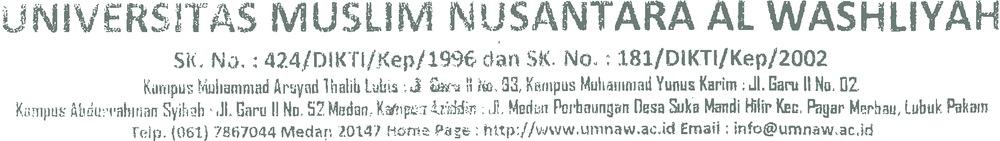 UNIVERSITAS MUSLIM NUSANTARA AL WASHLIYAH
SK. No. : 424/DIKTI/Kep/1996 dan SK. No. : 181/DIKTI/Kep/2002
Kampus Muhammad Arsyad Thalib Lubis : Jl Garu II No. 93, Kampus Muhammad Yunus Karim : Jl. Garu II No. 02,
Kampus Abdurrahman Syihab : Jl. Garu II No. 52 Medan, Kampus Aziddin : Jl. Medan Perbaungan Desa Suka Mandi Hilir Kec. Pagar Merbau, Lubuk Pakam
Telp. (061) 7867044 Medan 20147 Home Page : http://www.umnaw.ac.id Email : info@umnaw.ac.id